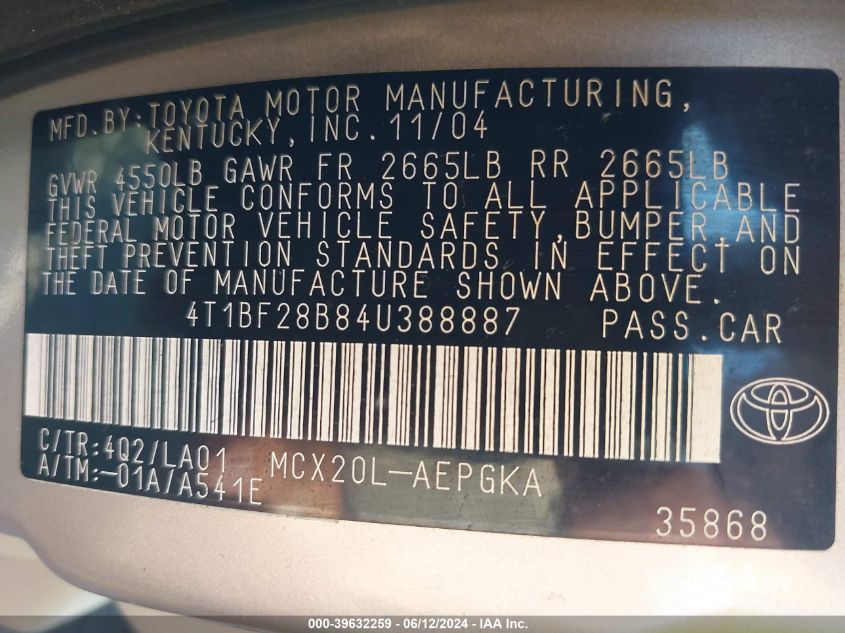 MFD.BY:TOYOTA MOTOR MANUFACTURING,
KENTUCKY, INC. 11/04
GVWR 4550LB GAWR FR 2665LB RR 2665LB
THIS VEHICLE CONFORMS TO ALL APPLICABLE
FEDERAL MOTOR VEHICLE SAFETY,BUMPER,AND
THEFT PREVENTION STANDARDS IN EFFECT ON
THE DATE OF MANUFACTURE SHOWN ABOVE.
4T1BF28B84U388887 PASS.CAR
C/TR:4Q2/LA01 MCX20L-AEPGKA
A/TM:-01A/A541E
35868
000-39632259 - 06/12/2024 - IAA Inc.